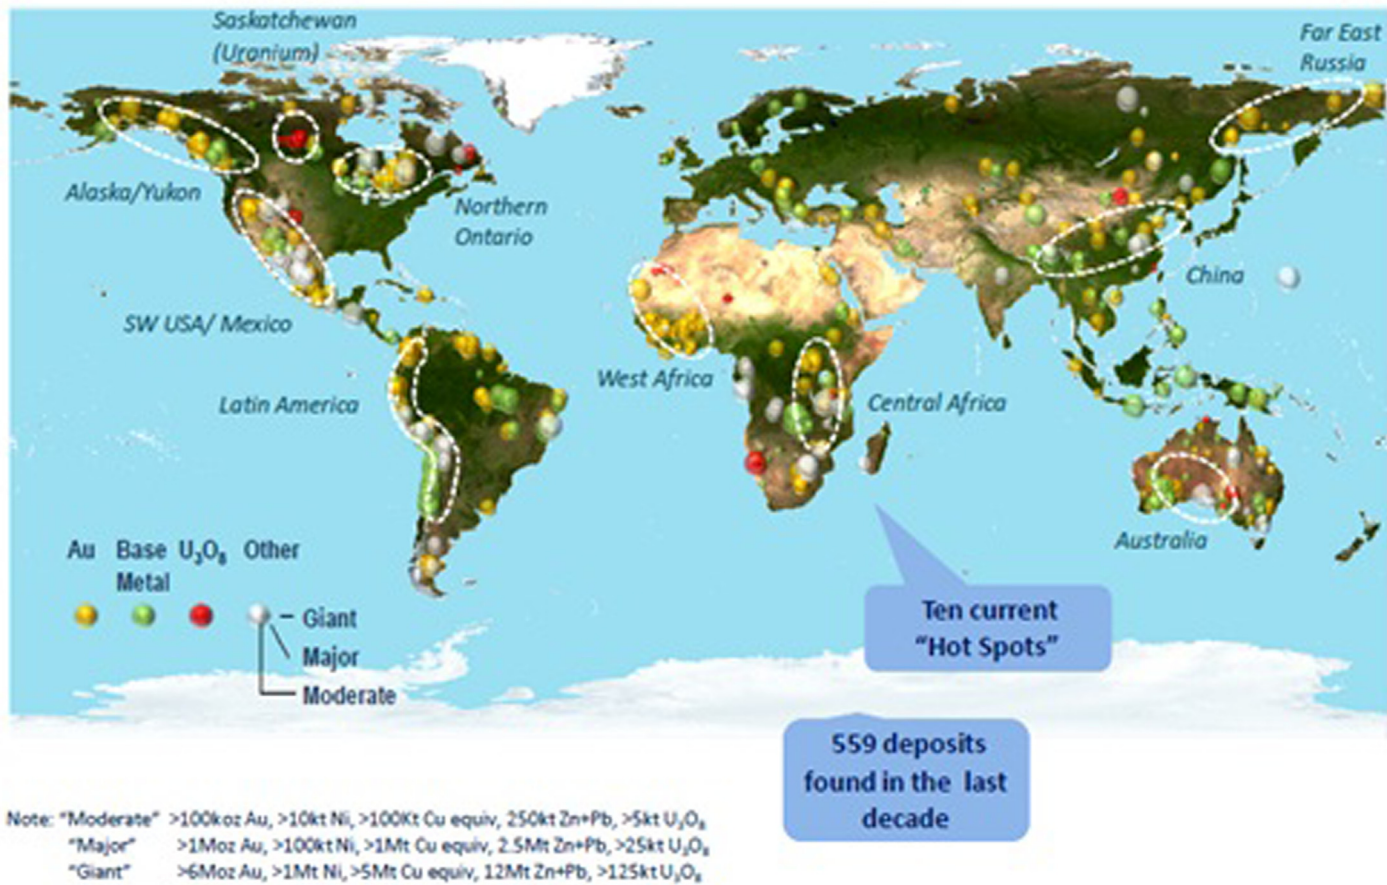 Saskatchewan
(Uranium)
Far East
Russia
Alaska/Yukon
Northern
Ontario
China
SW USA/ Mexico
West Africa
Latin America
Central Africa
Australia
Au Base Metal U₃O₈ Other
Giant
Major
Moderate
Ten current
“Hot Spots”
559 deposits
found in the last
decade
Note: “Moderate” >100koz Au, >10kt Ni, >100Kt Cu equiv, 250kt Zn+Pb, >5kt U₃O₈
“Major” >1Moz Au, >100kt Ni, >1Mt Cu equiv, 2.5Mt Zn+Pb, >25kt U₃O₈
“Giant” >6Moz Au, >1Mt Ni, >5Mt Cu equiv, 12Mt Zn+Pb, >125kt U₃O₈